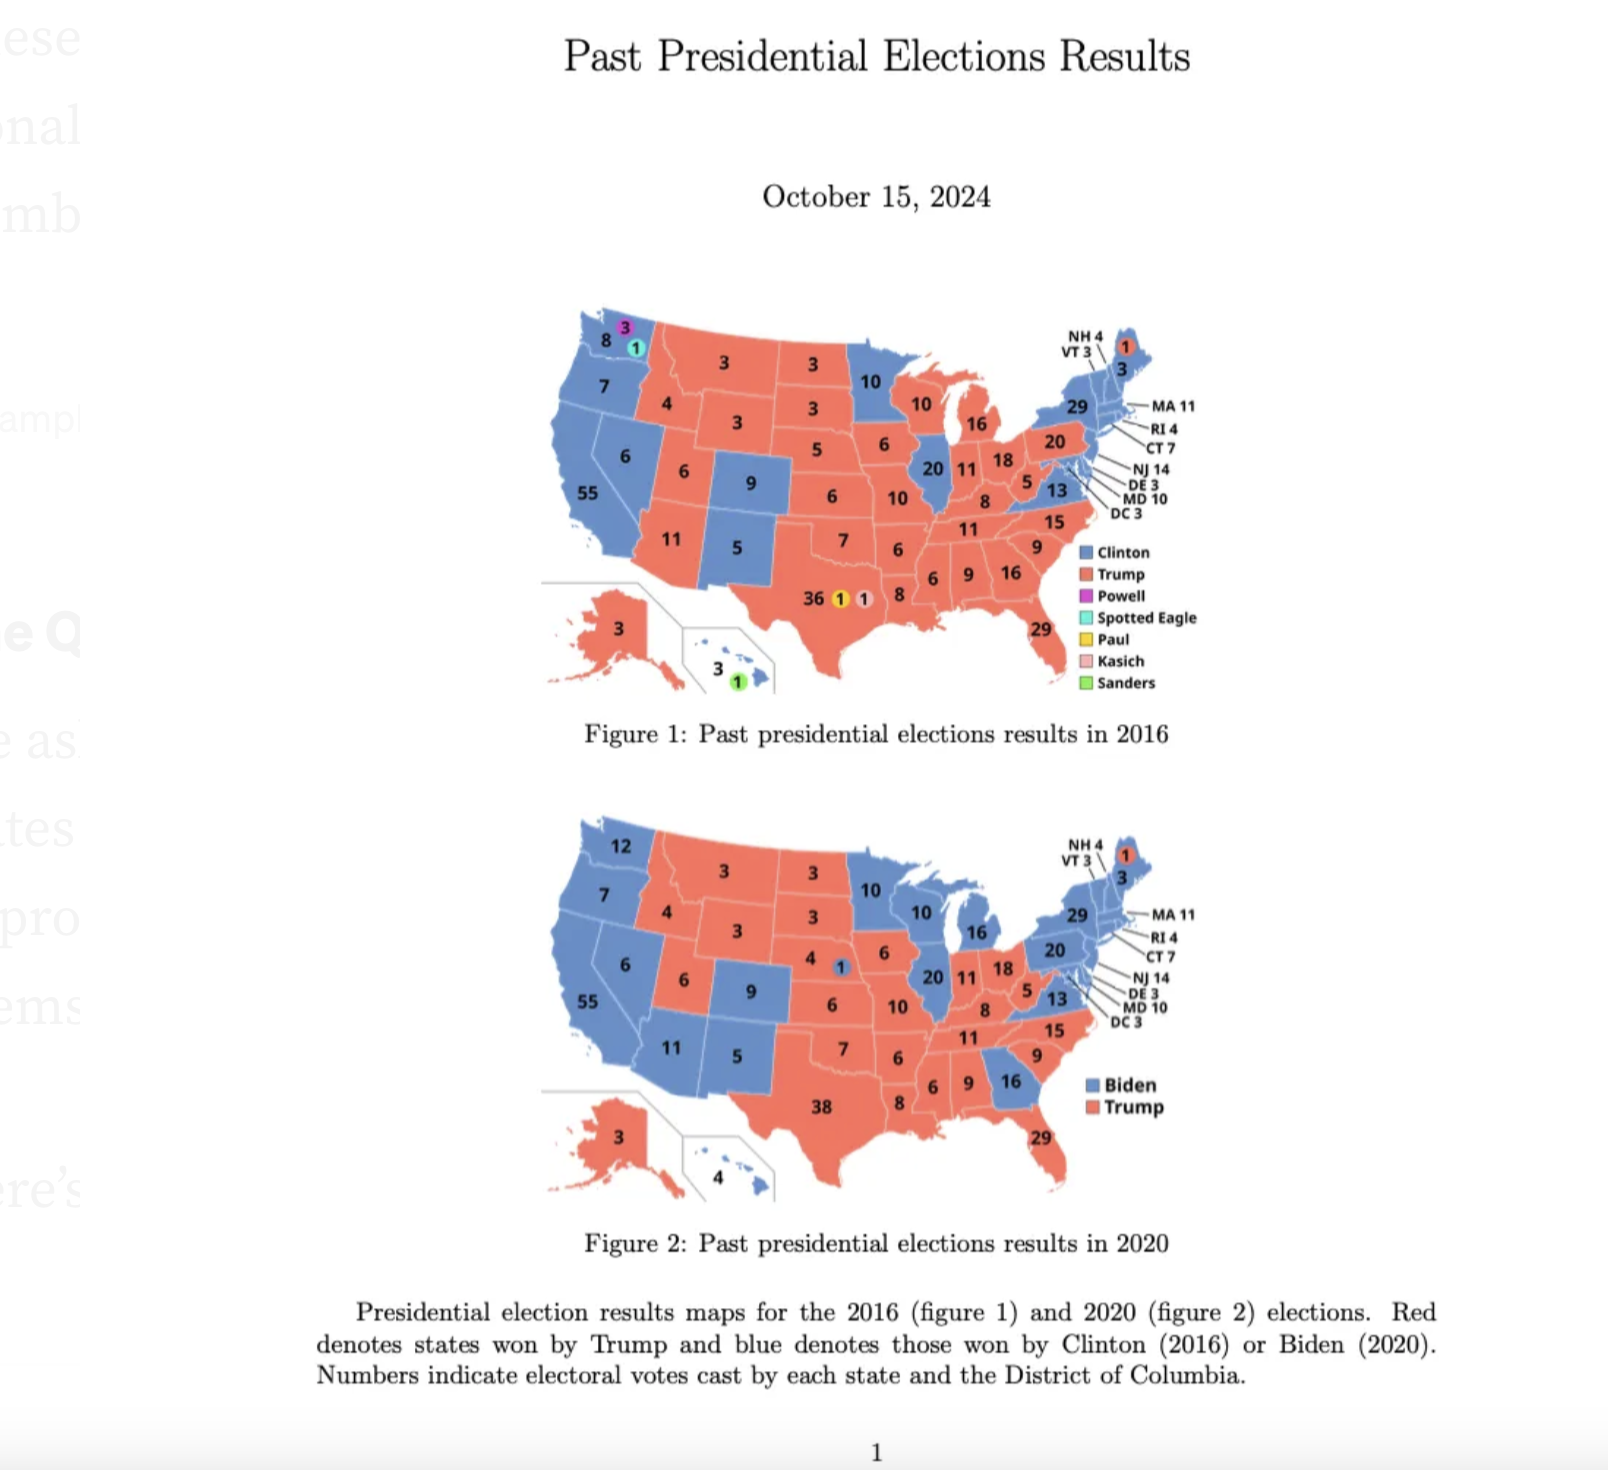 ese
onal
mb
ampl
e Q
e as
tes
pro
ems
ere's
Past Presidential Elections Results
October 15, 2024
NH 4
VT 3
1
3
8
3
1
3
3
10
7
4
3
3
10
16
29
MA 11
RI 4
CT 7
20
6
6
9
5
6
20
11
18
5
13
NJ 14
DE 3
MD 10
DC 3
55
6
10
8
15
11
5
7
6
11
9
6
9
16
36
1
1
8
29
3
3
1
Clinton
Trump
Powell
Spotted Eagle
Paul
Kasich
Sanders
Figure 1: Past presidential elections results in 2016
NH 4
VT 3
1
3
12
3
3
10
7
4
3
3
10
16
29
MA 11
RI 4
CT 7
20
6
6
9
4
1
6
20
11
18
5
13
NJ 14
DE 3
MD 10
DC 3
55
6
10
8
15
11
5
7
6
11
9
6
9
16
38
8
29
3
4
Biden
Trump
Figure 2: Past presidential elections results in 2020
Presidential election results maps for the 2016 (figure 1) and 2020 (figure 2) elections. Red
denotes states won by Trump and blue denotes those won by Clinton (2016) or Biden (2020).
Numbers indicate electoral votes cast by each state and the District of Columbia.
1